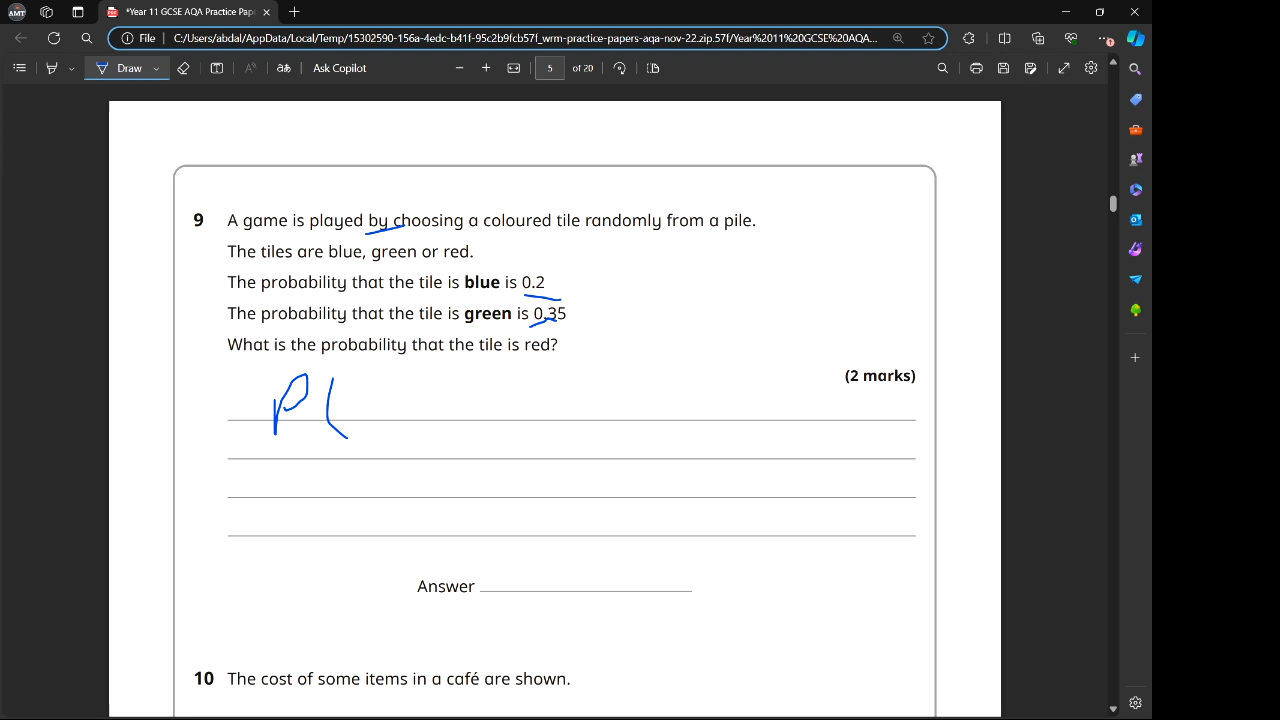 AMT
*Year 11 GCSE AQA Practice Pape
File
C:/Users/abdal/AppData/Local/Temp/15302590-156a-4edc-b41f-95c2b9fcb57f_wrm-practice-papers-aqa-nov-22.zip.57f/Year%2011%20GCSE%20AQA...
Draw
Ask Copilot
5
of 20
9 A game is played by choosing a coloured tile randomly from a pile.
The tiles are blue, green or red.
The probability that the tile is blue is 0.2
The probability that the tile is green is 0.35
What is the probability that the tile is red?
(2 marks)
P(
Answer
10 The cost of some items in a café are shown.